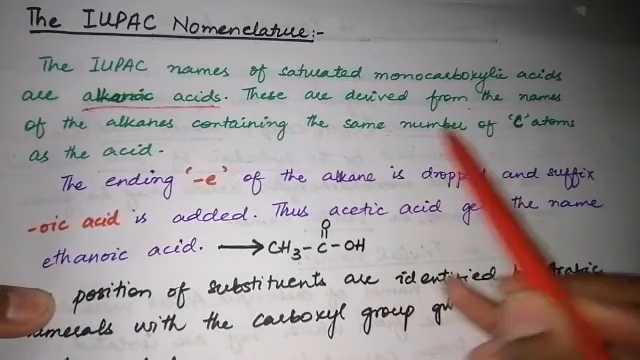 The IUPAC Nomenclature:-
The IUPAC names of saturated monocarboxylic acids
are alkanoic acids. These are derived from the names
of the alkanes containing the same number of 'C' atoms
as the acid.
The ending '-e' of the alkane is and suffix
-oic acid is added. Thus acetic acid the name
ethanoic acid. ⟶ CH3-C-OH
O
position of substituents are identified
with the carboxyl group